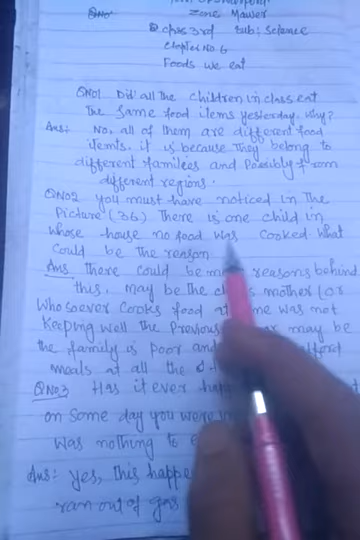 Zone Mawer
class 3rd Sub: Science
Chapter No. 6
Foods we eat
QNo1 Did all the children in class eat
the same food items yesterday. Why?
Ans: No, all of them are different food
items. it is because they belong to
different families and possibly from
different regions.
QNo2 you must have noticed in the
Picture (36) There is one child in
whose house no food was cooked. What
could be the reason
Ans there could be many reasons behind
this. may be the mother (or
whosoever cooks food at was not
keeping well the previous may be
the family is poor and afford
meals at all the
QNo3 Has it ever
on some day you were
was nothing to
Ans: yes, this
ran out of gas